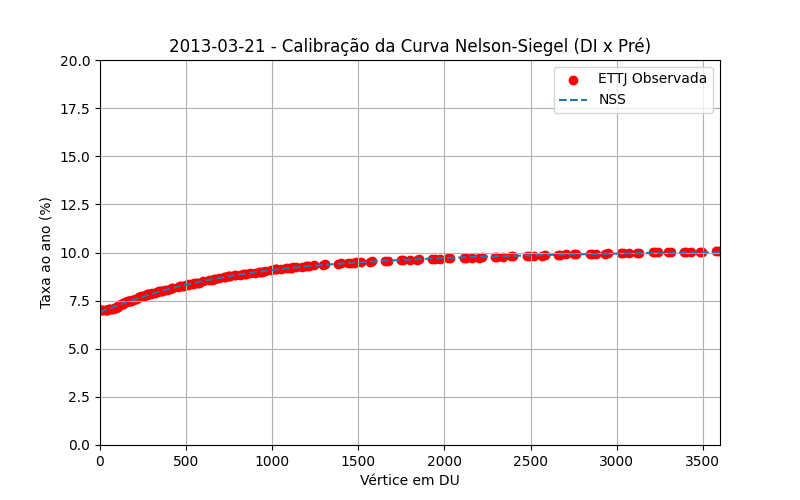 2013-03-21 - Calibração da Curva Nelson-Siegel (DI x Pré)
ETTJ Observada
NSS
Taxa ao ano (%)
20.0
17.5
15.0
12.5
10.0
7.5
5.0
2.5
0.0
0 500 1000 1500 2000 2500 3000 3500
Vértice em DU